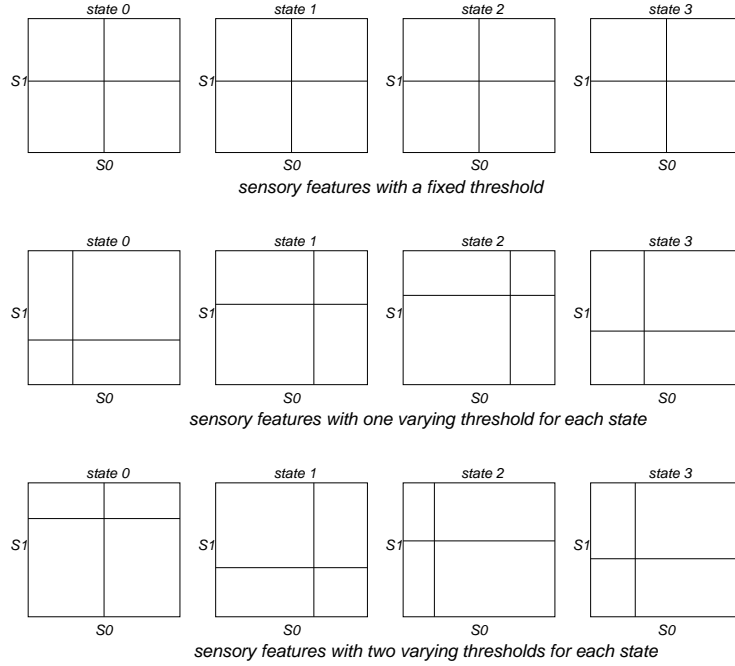 state 0 state 1 state 2 state 3
S1 S1 S1 S1
S0 S0 S0 S0
sensory features with a fixed threshold
state 0 state 1 state 2 state 3
S1 S1 S1 S1
S0 S0 S0 S0
sensory features with one varying threshold for each state
state 0 state 1 state 2 state 3
S1 S1 S1 S1
S0 S0 S0 S0
sensory features with two varying thresholds for each state